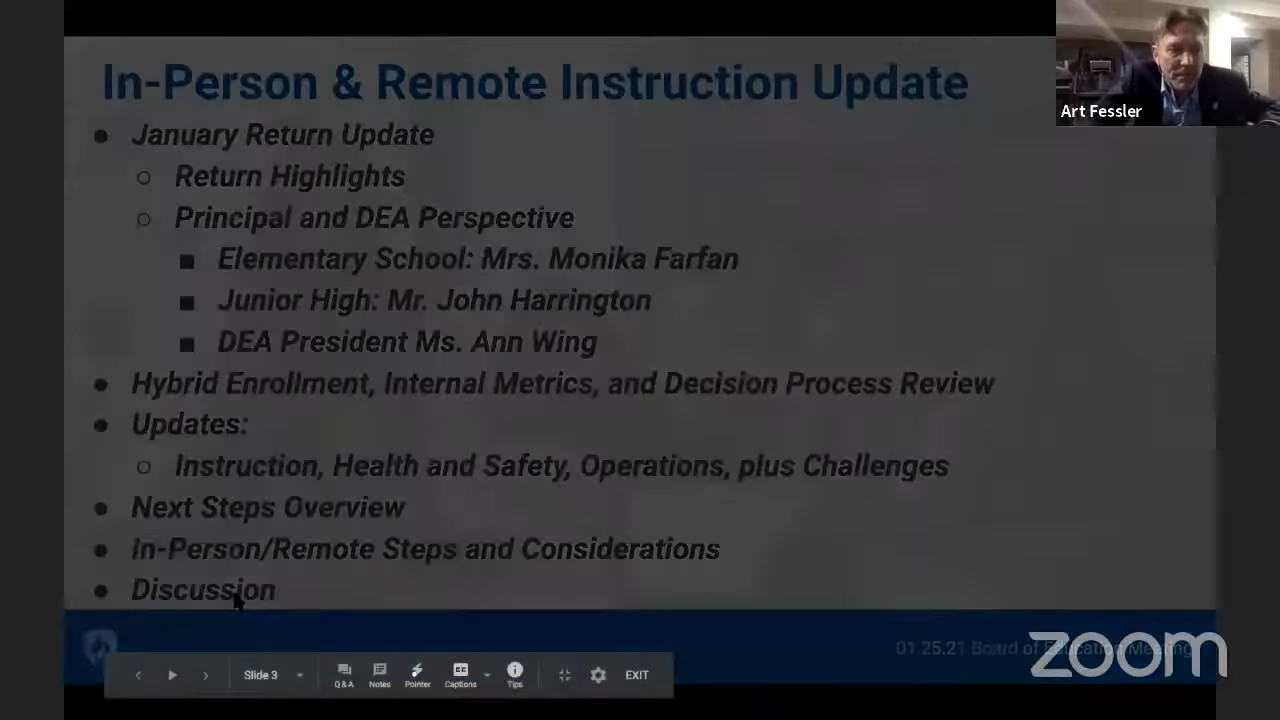 In-Person & Remote Instruction Update
Art Fessler
● January Return Update
○ Return Highlights
○ Principal and DEA Perspective
■ Elementary School: Mrs. Monika Farfan
■ Junior High: Mr. John Harrington
■ DEA President Ms. Ann Wing
● Hybrid Enrollment, Internal Metrics, and Decision Process Review
● Updates:
○ Instruction, Health and Safety, Operations, plus Challenges
● Next Steps Overview
● In-Person/Remote Steps and Considerations
● Discussion
01.25.21 Board of Education Meeting
zoom
Slide 3
Q & A
Notes
Pointer
CC
Captions
Tips
EXIT